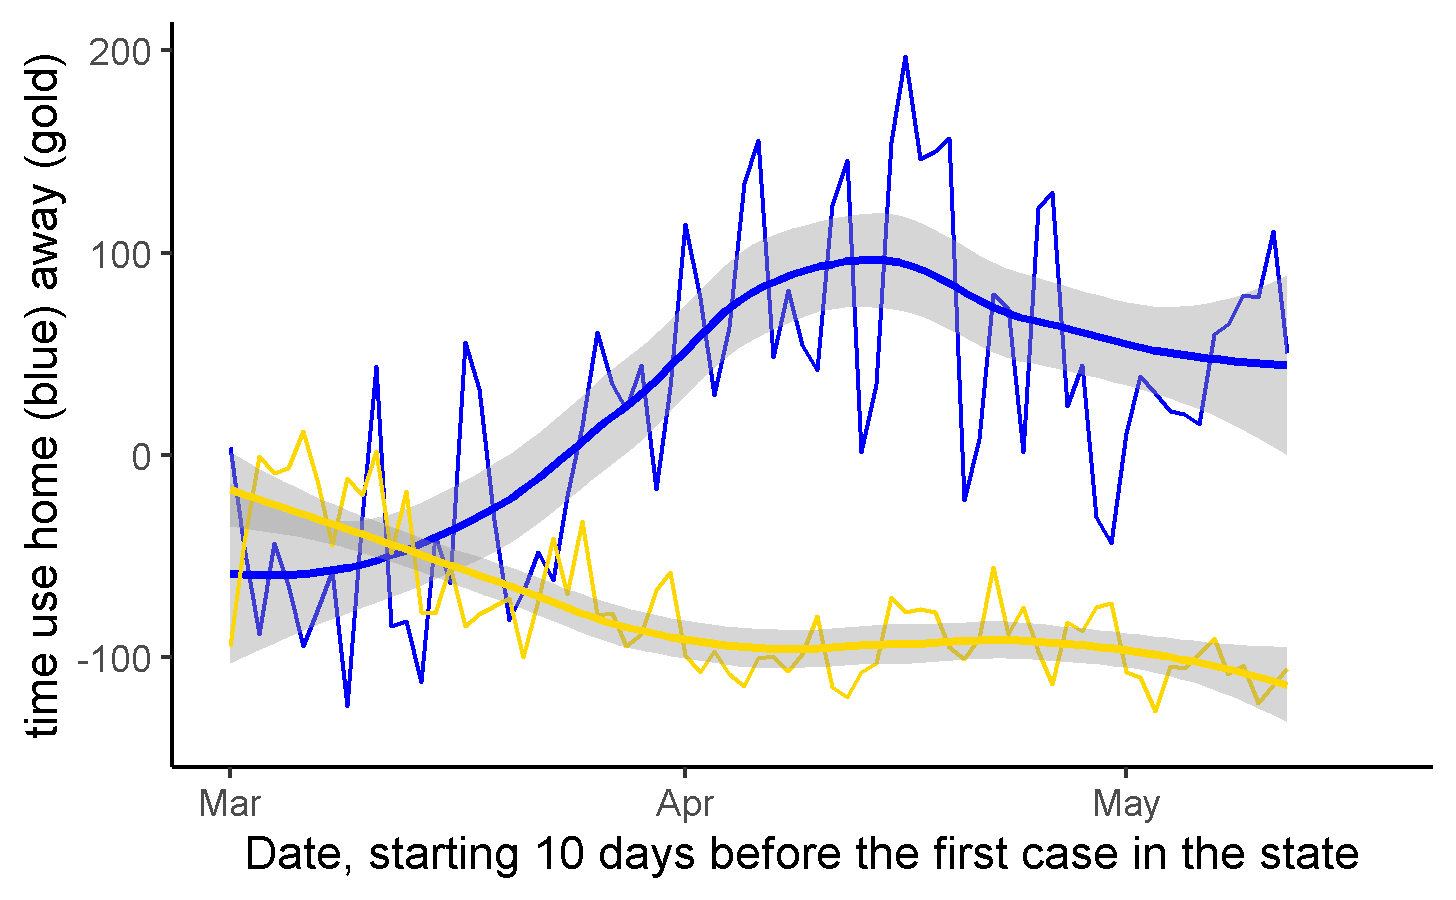 time use home (blue) away (gold)
200
100
0
-100
Mar
Apr
May
Date, starting 10 days before the first case in the state